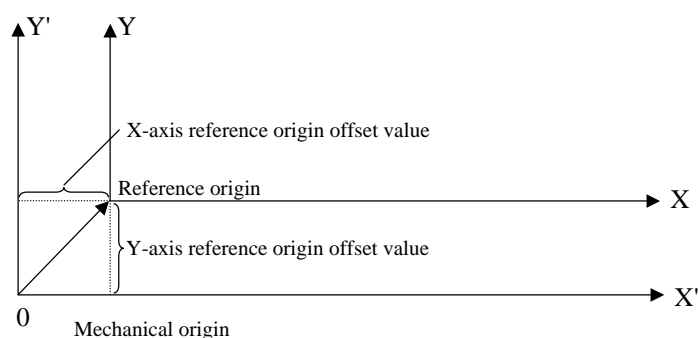 Y'
Y
X-axis reference origin offset value
Reference origin
X
Y-axis reference origin offset value
X'
0
Mechanical origin